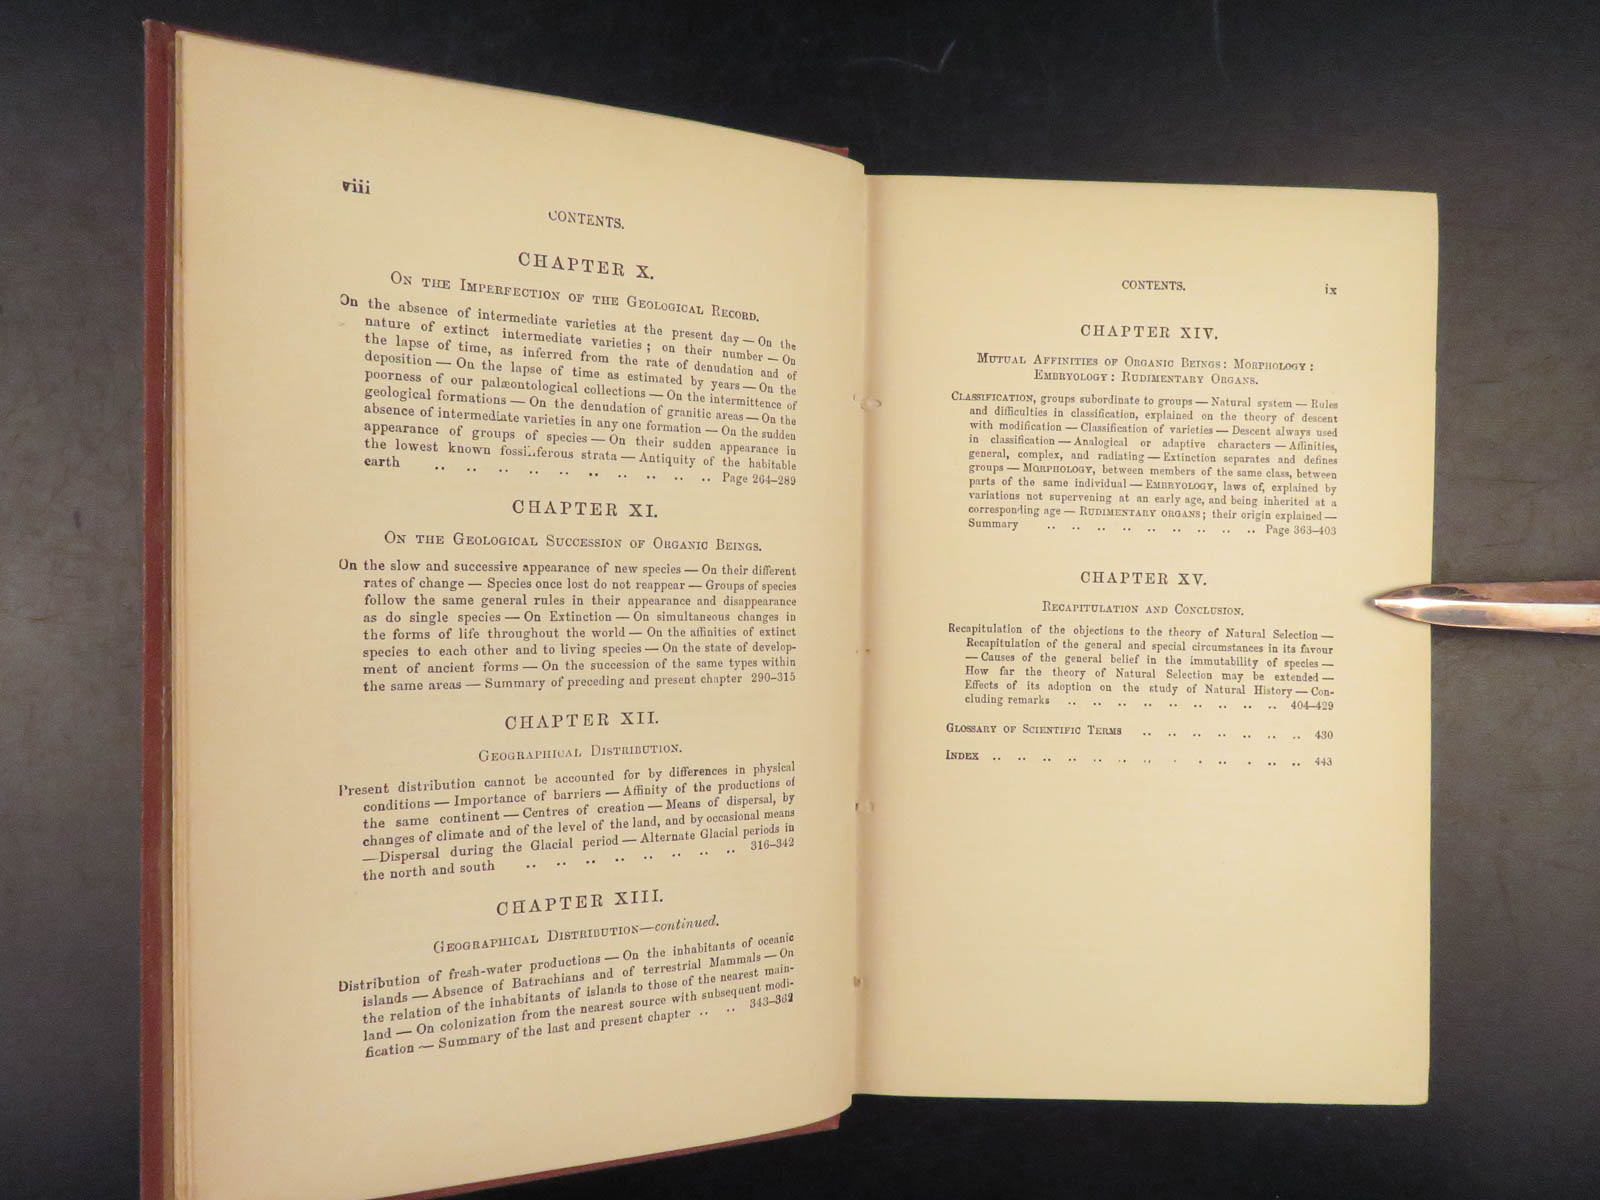 viii
CONTENTS.
CHAPTER X.
On the Imperfection of the Geological Record.
On the absence of intermediate varieties at the present day — On the
nature of extinct intermediate varieties ; on their number — On
the lapse of time, as inferred from the rate of denudation and of
deposition — On the lapse of time as estimated by years — On the
poorness of our palæontological collections — On the intermittence of
geological formations — On the denudation of granitic areas — On the
absence of intermediate varieties in any one formation — On the sudden
appearance of groups of species — On their sudden appearance in
the lowest known fossiliferous strata — Antiquity of the habitable
earth .. .. .. .. .. .. .. .. .. .. Page 264–289
CHAPTER XI.
On the Geological Succession of Organic Beings.
On the slow and successive appearance of new species — On their different
rates of change — Species once lost do not reappear — Groups of species
follow the same general rules in their appearance and disappearance
as do single species — On Extinction — On simultaneous changes in
the forms of life throughout the world — On the affinities of extinct
species to each other and to living species — On the state of develop-
ment of ancient forms — On the succession of the same types within
the same areas — Summary of preceding and present chapter 290–315
CHAPTER XII.
Geographical Distribution.
Present distribution cannot be accounted for by differences in physical
conditions — Importance of barriers — Affinity of the productions of
the same continent — Centres of creation — Means of dispersal, by
changes of climate and of the level of the land, and by occasional means
— Dispersal during the Glacial period — Alternate Glacial periods in
the north and south .. .. .. .. .. .. .. .. 316–342
CHAPTER XIII.
Geographical Distribution—continued.
Distribution of fresh-water productions — On the inhabitants of oceanic
islands — Absence of Batrachians and of terrestrial Mammals — On
the relation of the inhabitants of islands to those of the nearest main-
land — On colonization from the nearest source with subsequent modi-
fication — Summary of the last and present chapter .. .. 343–362
CONTENTS. ix
CHAPTER XIV.
Mutual Affinities of Organic Beings : Morphology :
Embryology : Rudimentary Organs.
Classification, groups subordinate to groups — Natural system — Rules
and difficulties in classification, explained on the theory of descent
with modification — Classification of varieties — Descent always used
in classification — Analogical or adaptive characters — Affinities,
general, complex, and radiating — Extinction separates and defines
groups — Morphology, between members of the same class, between
parts of the same individual — Embryology, laws of, explained by
variations not supervening at an early age, and being inherited at a
corresponding age — Rudimentary organs ; their origin explained —
Summary .. .. .. .. .. .. .. .. .. Page 363–403
CHAPTER XV.
Recapitulation and Conclusion.
Recapitulation of the objections to the theory of Natural Selection —
Recapitulation of the general and special circumstances in its favour
— Causes of the general belief in the immutability of species —
How far the theory of Natural Selection may be extended —
Effects of its adoption on the study of Natural History — Con-
cluding remarks .. .. .. .. .. .. .. .. .. 404–429
Glossary of Scientific Terms .. .. .. .. .. .. .. 430
Index .. .. .. .. .. .. .. . . .. . .. .. 443